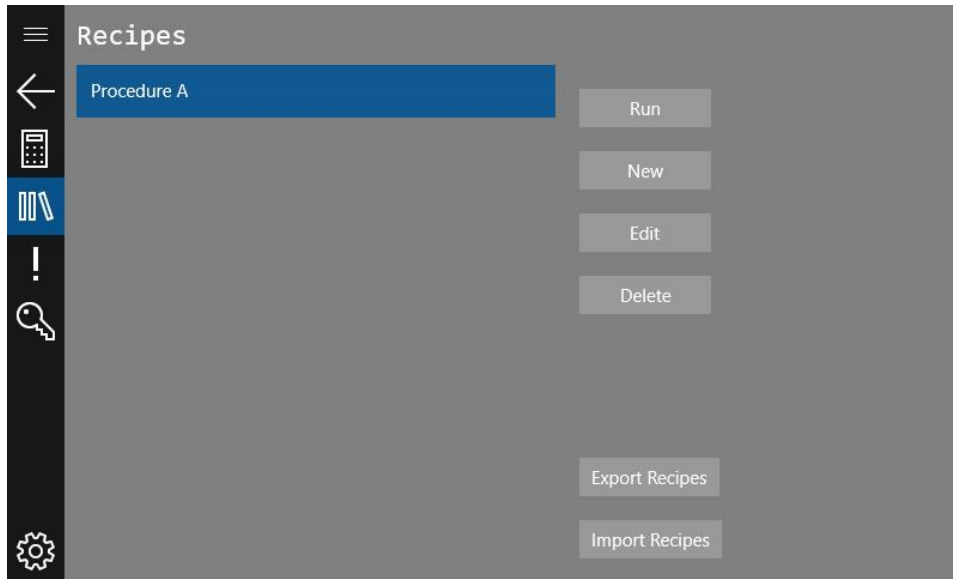 Recipes
Procedure A
Run
New
Edit
Delete
Export Recipes
Import Recipes